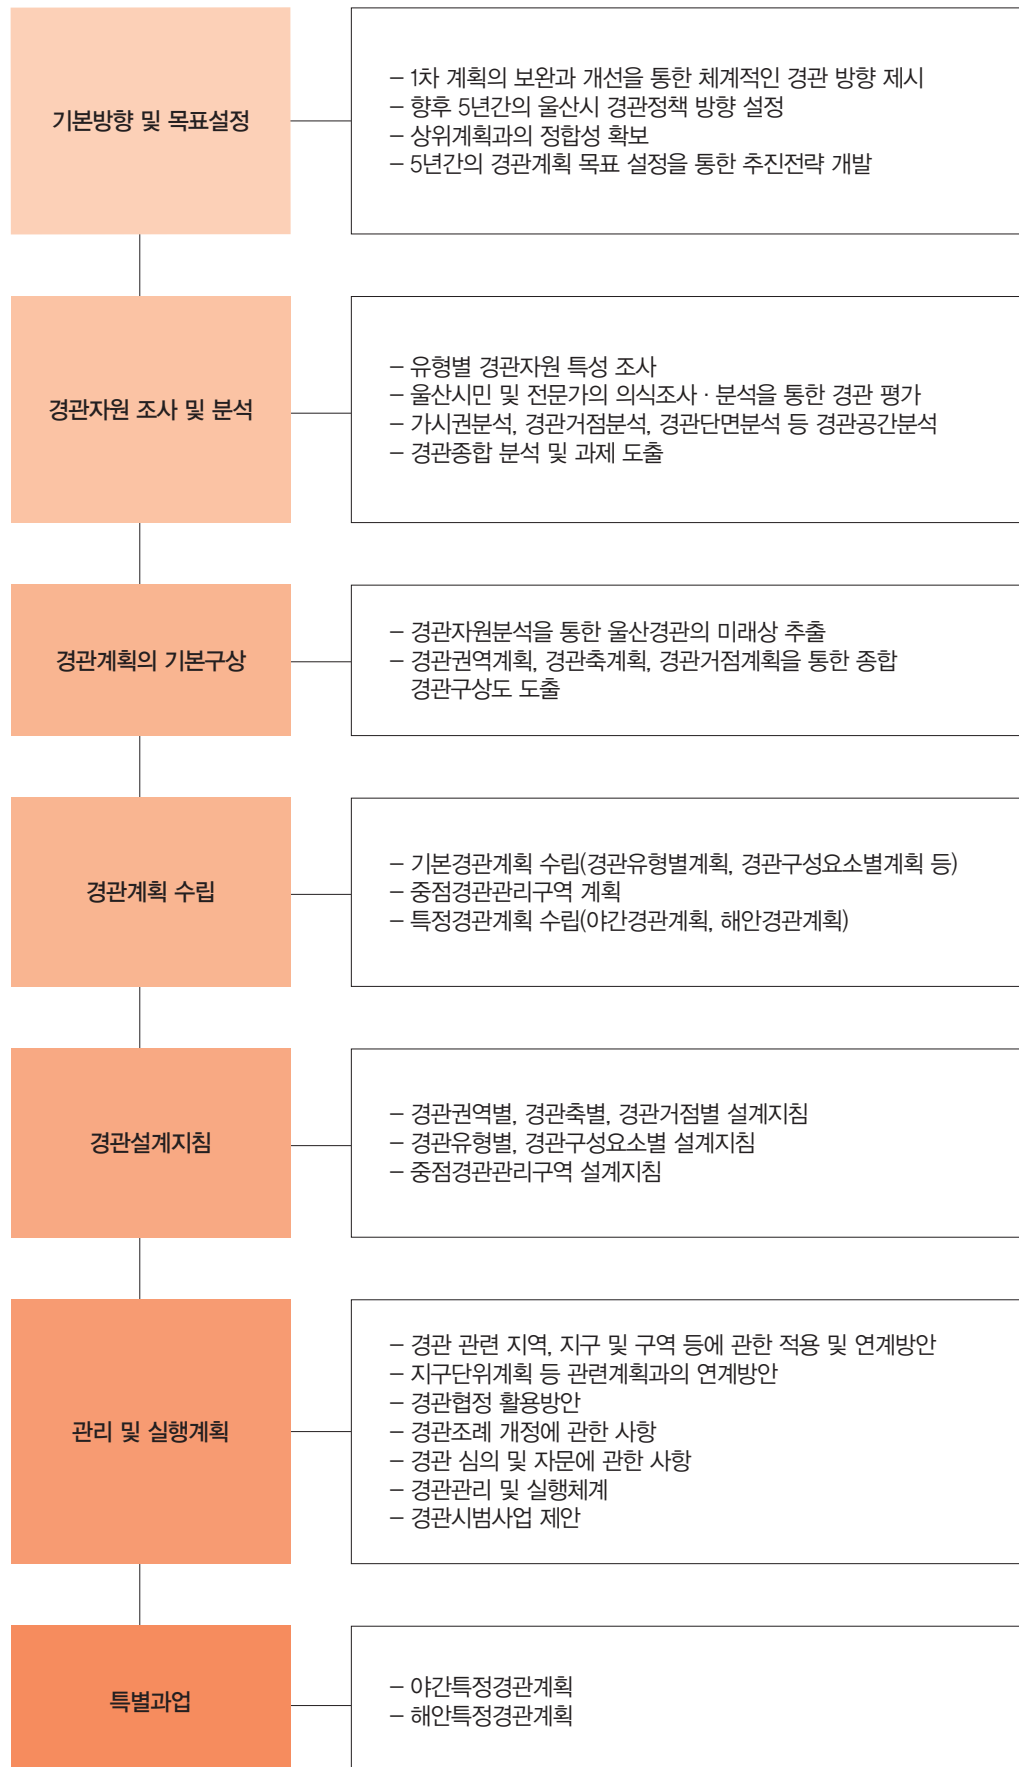 기본방향 및 목표설정
– 1차 계획의 보완과 개선을 통한 체계적인 경관 방향 제시
– 향후 5년간의 울산시 경관정책 방향 설정
– 상위계획과의 정합성 확보
– 5년간의 경관계획 목표 설정을 통한 추진전략 개발
경관자원 조사 및 분석
– 유형별 경관자원 특성 조사
– 울산시민 및 전문가의 의식조사 · 분석을 통한 경관 평가
– 가시권분석, 경관거점분석, 경관단면분석 등 경관공간분석
– 경관종합 분석 및 과제 도출
경관계획의 기본구상
– 경관자원분석을 통한 울산경관의 미래상 추출
– 경관권역계획, 경관축계획, 경관거점계획을 통한 종합
경관구상도 도출
경관계획 수립
– 기본경관계획 수립(경관유형별계획, 경관구성요소별계획 등)
– 중점경관관리구역 계획
– 특정경관계획 수립(야간경관계획, 해안경관계획)
경관설계지침
– 경관권역별, 경관축별, 경관거점별 설계지침
– 경관유형별, 경관구성요소별 설계지침
– 중점경관관리구역 설계지침
관리 및 실행계획
– 경관 관련 지역, 지구 및 구역 등에 관한 적용 및 연계방안
– 지구단위계획 등 관련계획과의 연계방안
– 경관협정 활용방안
– 경관조례 개정에 관한 사항
– 경관 심의 및 자문에 관한 사항
– 경관관리 및 실행체계
– 경관시범사업 제안
특별과업
– 야간특정경관계획
– 해안특정경관계획